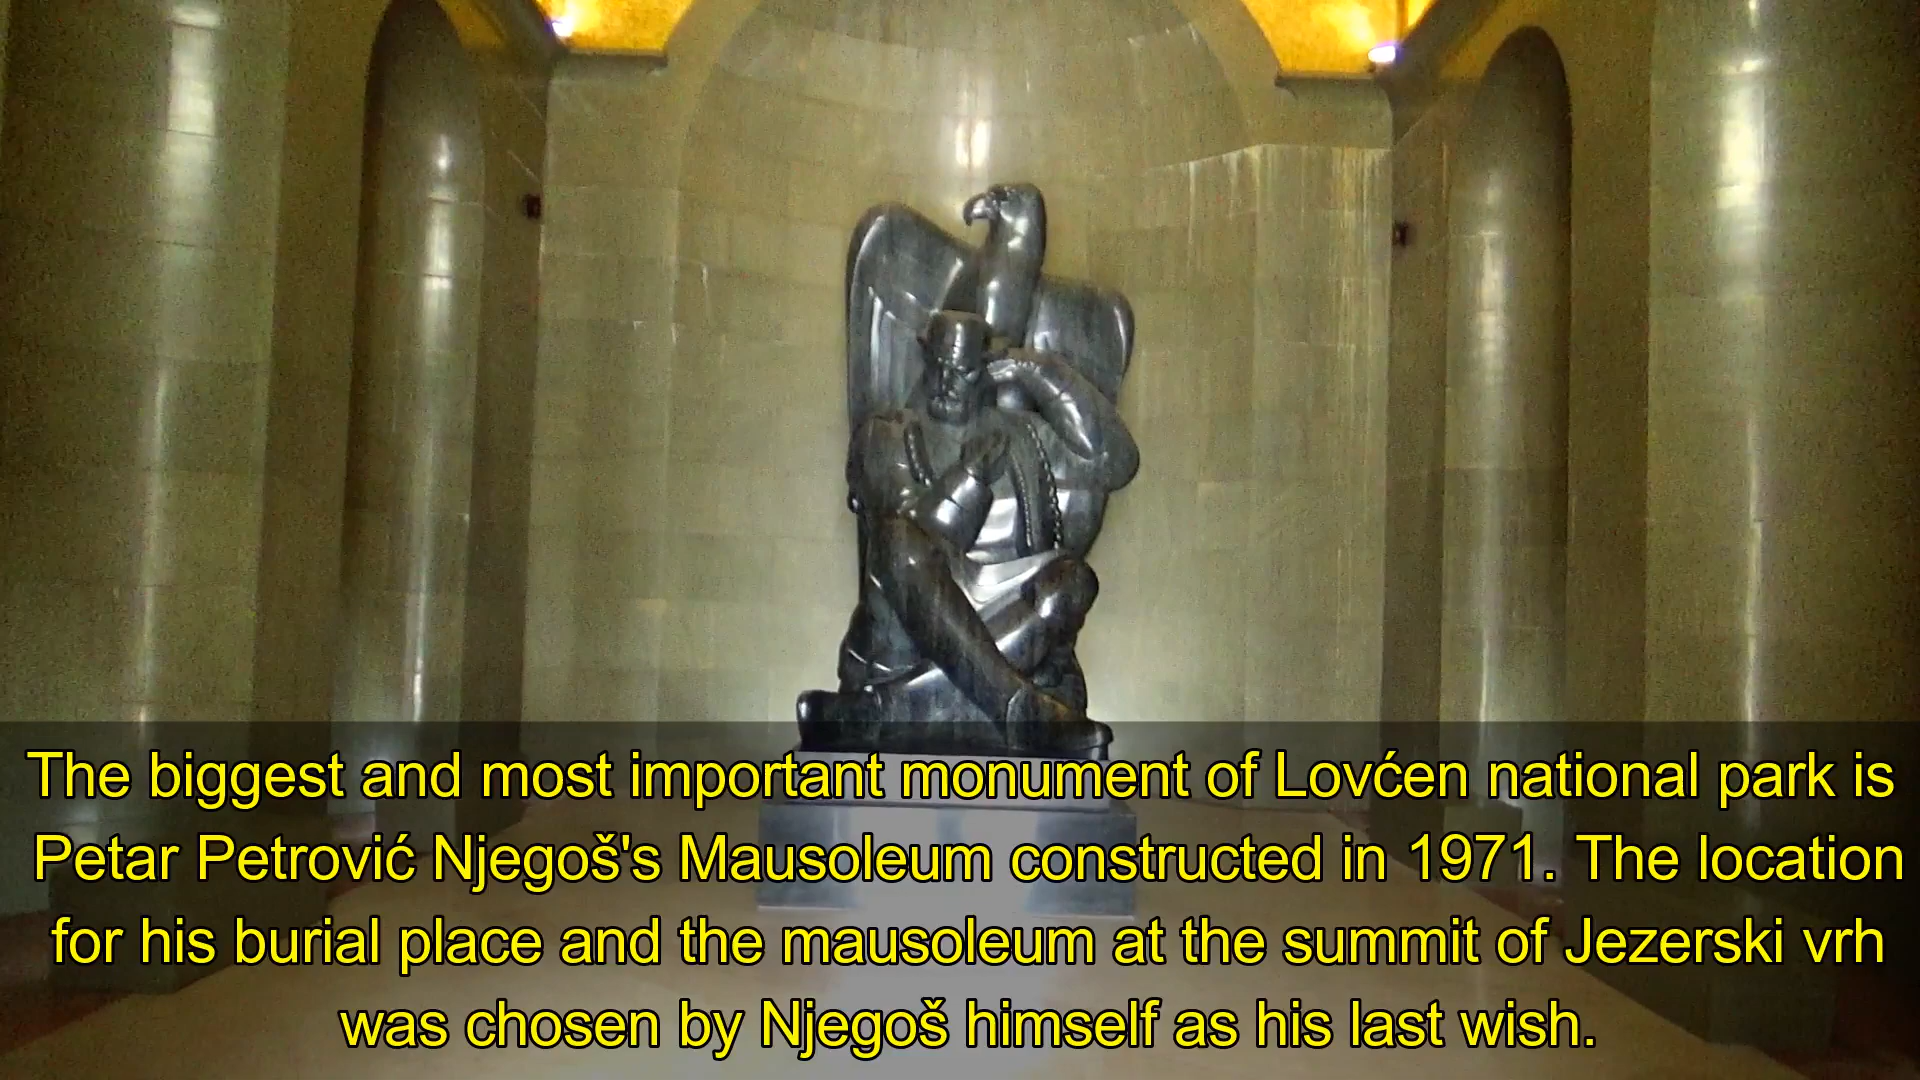 The biggest and most important monument of Lovćen national park is
Petar Petrović Njegoš's Mausoleum constructed in 1971. The location
for his burial place and the mausoleum at the summit of Jezerski vrh
was chosen by Njegoš himself as his last wish.